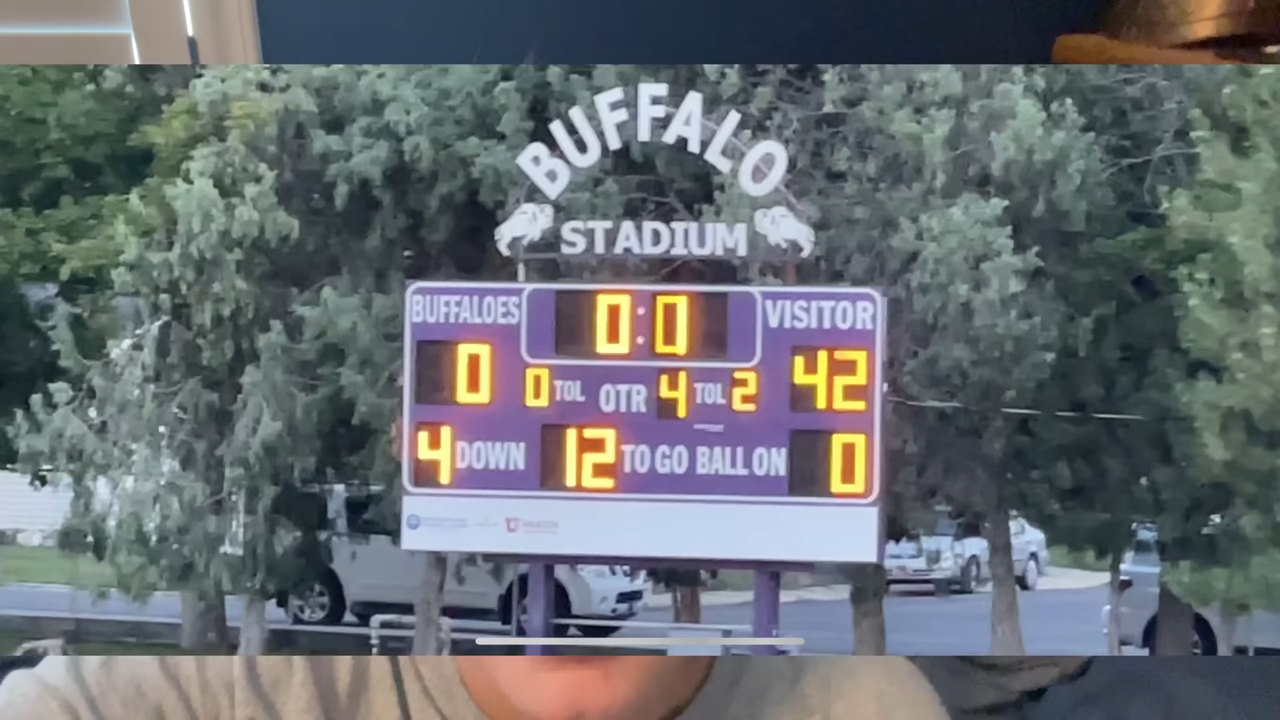 BUFFALO
STADIUM
BUFFALOES 0:0 VISITOR
0 0 TOL QTR 4 TOL 2 42
4 DOWN 12 TO GO BALL ON 0